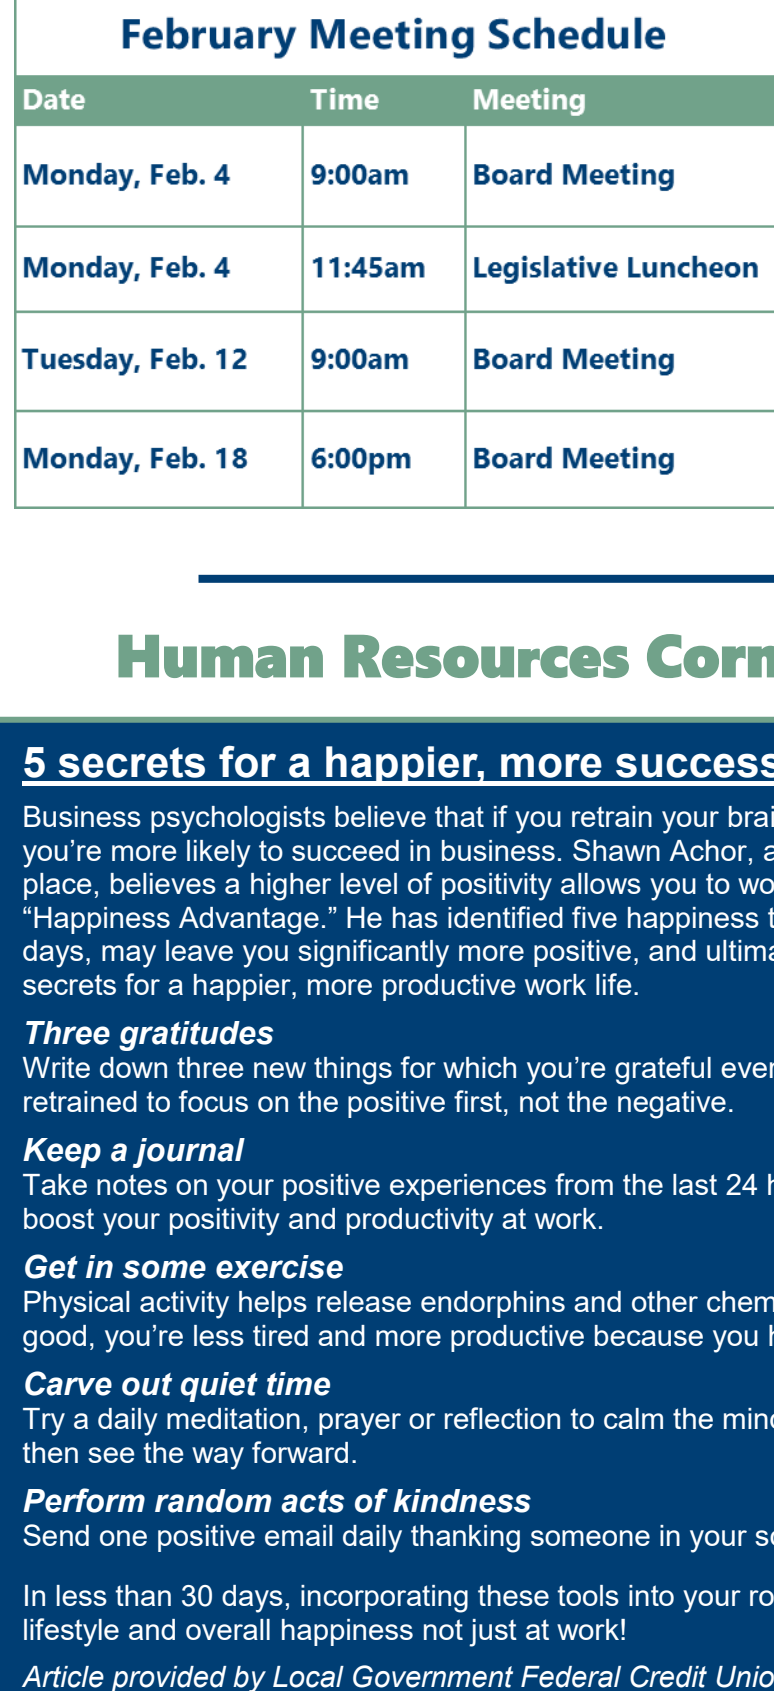 February Meeting Schedule
Date Time Meeting
Monday, Feb. 4 9:00am Board Meeting
Monday, Feb. 4 11:45am Legislative Luncheon
Tuesday, Feb. 12 9:00am Board Meeting
Monday, Feb. 18 6:00pm Board Meeting
Human Resources Corn
5 secrets for a happier, more success
Business psychologists believe that if you retrain your brai
you’re more likely to succeed in business. Shawn Achor, a
place, believes a higher level of positivity allows you to wo
“Happiness Advantage.” He has identified five happiness t
days, may leave you significantly more positive, and ultima
secrets for a happier, more productive work life.
Three gratitudes
Write down three new things for which you’re grateful ever
retrained to focus on the positive first, not the negative.
Keep a journal
Take notes on your positive experiences from the last 24 h
boost your positivity and productivity at work.
Get in some exercise
Physical activity helps release endorphins and other chem
good, you’re less tired and more productive because you h
Carve out quiet time
Try a daily meditation, prayer or reflection to calm the mind
then see the way forward.
Perform random acts of kindness
Send one positive email daily thanking someone in your so
In less than 30 days, incorporating these tools into your ro
lifestyle and overall happiness not just at work!
Article provided by Local Government Federal Credit Unio